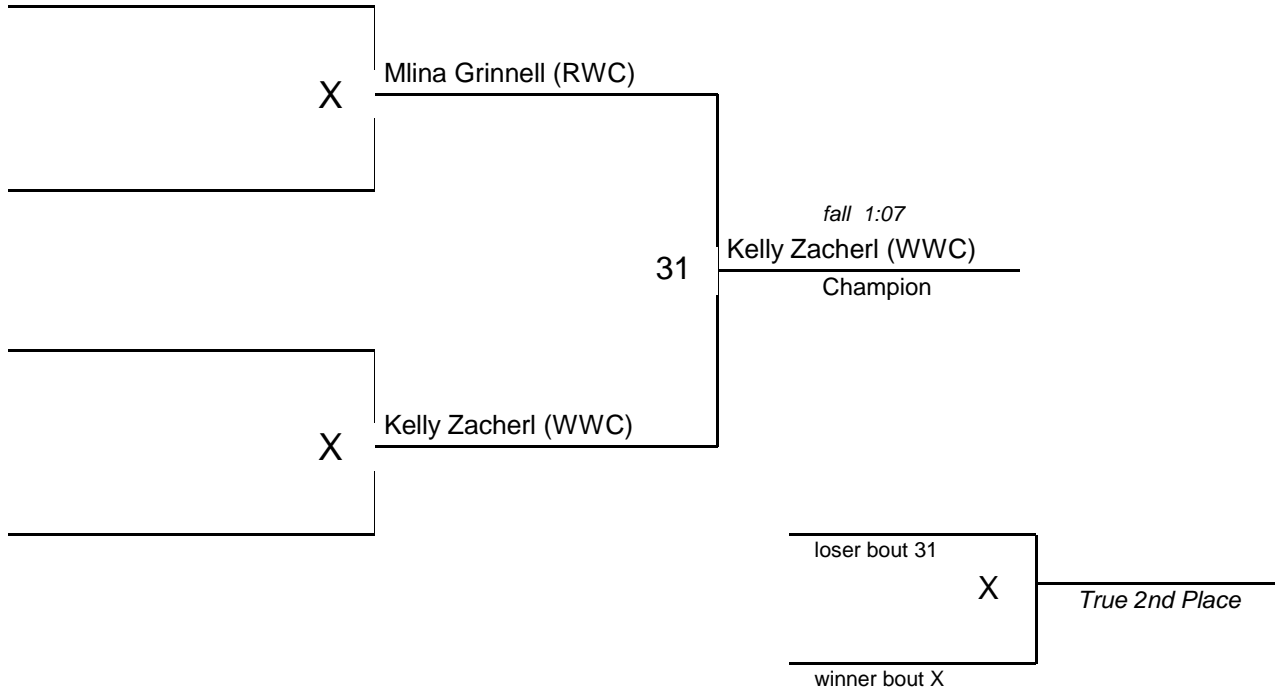 Mlina Grinnell (RWC)
X
fall 1:07
Kelly Zacherl (WWC)
31
Champion
Kelly Zacherl (WWC)
X
loser bout 31
X
True 2nd Place
winner bout X